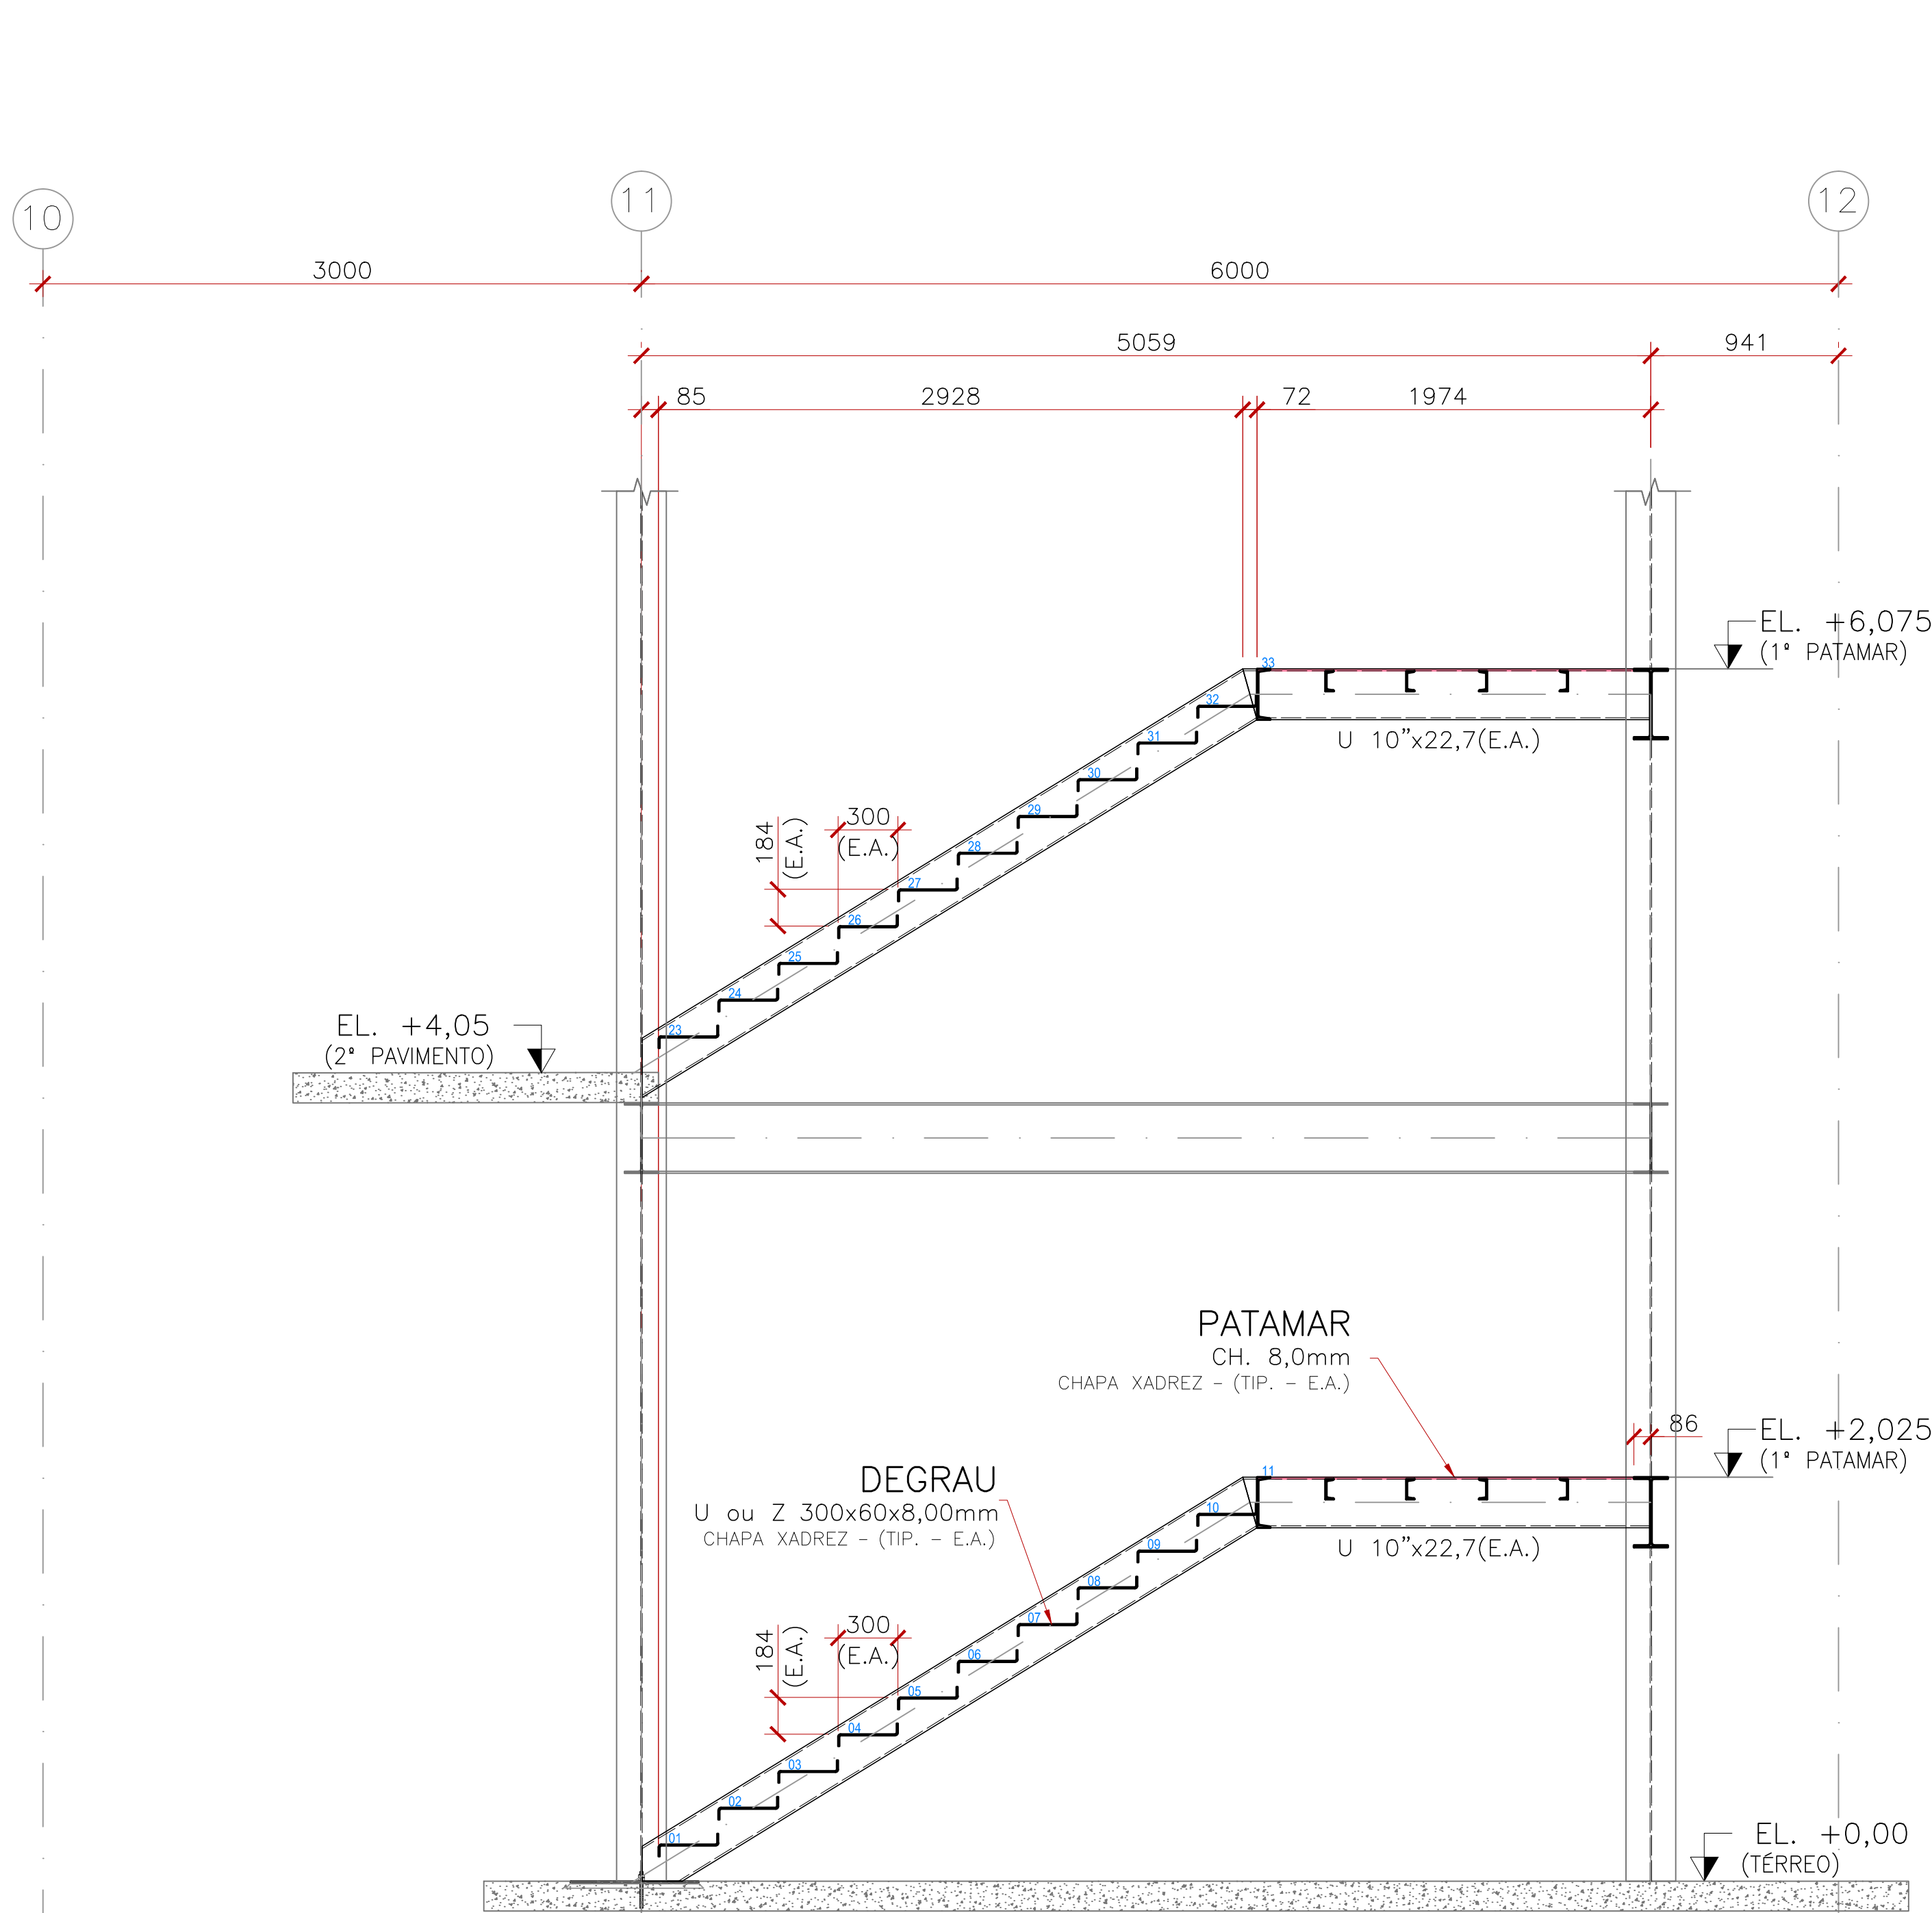 10
11
12
3000
6000
5059
941
85
2928
72
1974
EL. +6,075
(1º PATAMAR)
33
32
31
30
29
28
27
26
25
24
23
U 10”x22,7(E.A.)
300
(E.A.)
184
(E.A.)
EL. +4,05
(2º PAVIMENTO)
PATAMAR
CH. 8,0mm
CHAPA XADREZ - (TIP. - E.A.)
86
EL. +2,025
(1º PATAMAR)
DEGRAU
U ou Z 300x60x8,00mm
CHAPA XADREZ - (TIP. - E.A.)
11
10
09
08
07
06
05
04
03
02
01
U 10”x22,7(E.A.)
300
(E.A.)
184
(E.A.)
EL. +0,00
(TÉRREO)